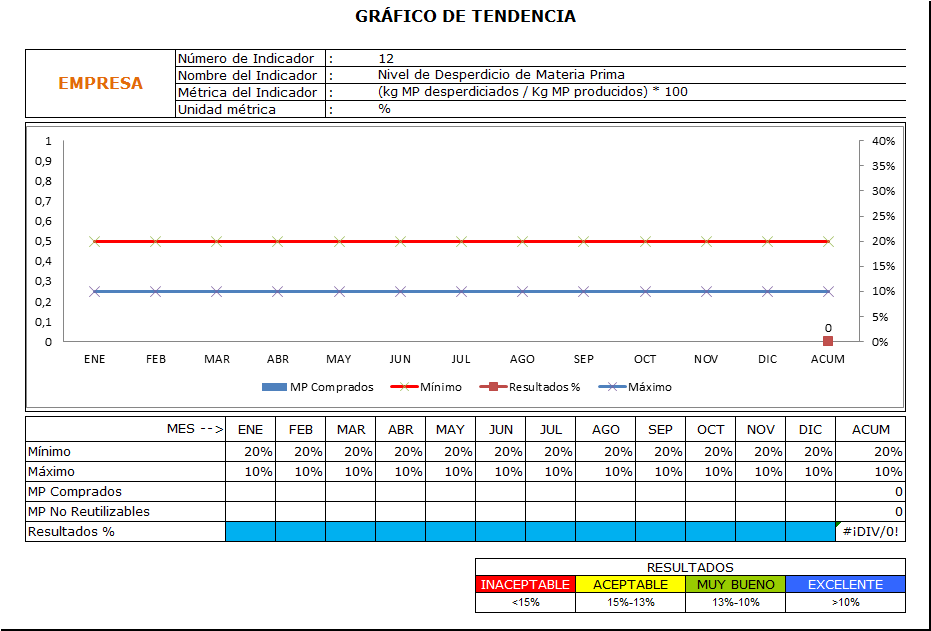 GRÁFICO DE TENDENCIA
EMPRESA
Número de Indicador : 12
Nombre del Indicador : Nivel de Desperdicio de Materia Prima
Métrica del Indicador : (kg MP desperdiciados / Kg MP producidos) * 100
Unidad métrica : %
1 40%
0,9 35%
0,8 30%
0,7 25%
0,6
0,5 20%
0,4 15%
0,3 10%
0,2
0,1 5%
0
0 0%
ENE FEB MAR ABR MAY JUN JUL AGO SEP OCT NOV DIC ACUM
MP Comprados Mínimo Resultados % Máximo
MES --> ENE FEB MAR ABR MAY JUN JUL AGO SEP OCT NOV DIC ACUM
Mínimo 20% 20% 20% 20% 20% 20% 20% 20% 20% 20% 20% 20% 20%
Máximo 10% 10% 10% 10% 10% 10% 10% 10% 10% 10% 10% 10% 10%
MP Comprados 0
MP No Reutilizables 0
Resultados % #¡DIV/0!
RESULTADOS
INACEPTABLE ACEPTABLE MUY BUENO EXCELENTE
<15% 15%-13% 13%-10% >10%